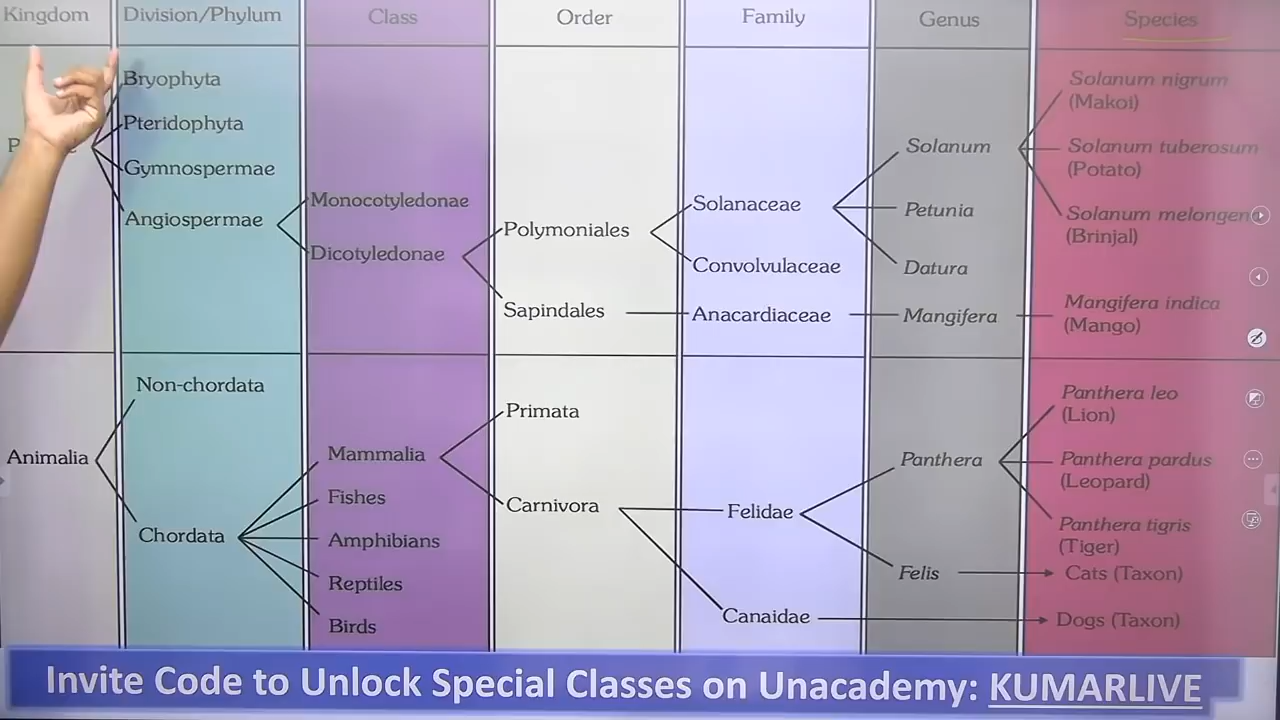 Kingdom Division/Phylum Class Order Family Genus Species
Bryophyta
Pteridophyta
Gymnospermae
Angiospermae
Monocotyledonae
Dicotyledonae
Polymoniales
Sapindales
Solanaceae
Convolvulaceae
Anacardiaceae
Solanum
Petunia
Datura
Mangifera
Solanum nigrum
(Makoi)
Solanum tuberosum
(Potato)
Solanum
(Brinjal)
Mangifera indica
(Mango)
Animalia
Non-chordata
Chordata
Mammalia
Fishes
Amphibians
Reptiles
Birds
Primata
Carnivora
Felidae
Canaidae
Panthera
Felis
Panthera leo
(Lion)
Panthera pardus
(Leopard)
Panthera tigris
(Tiger)
Cats (Taxon)
Dogs (Taxon)
Invite Code to Unlock Special Classes on Unacademy: KUMARLIVE